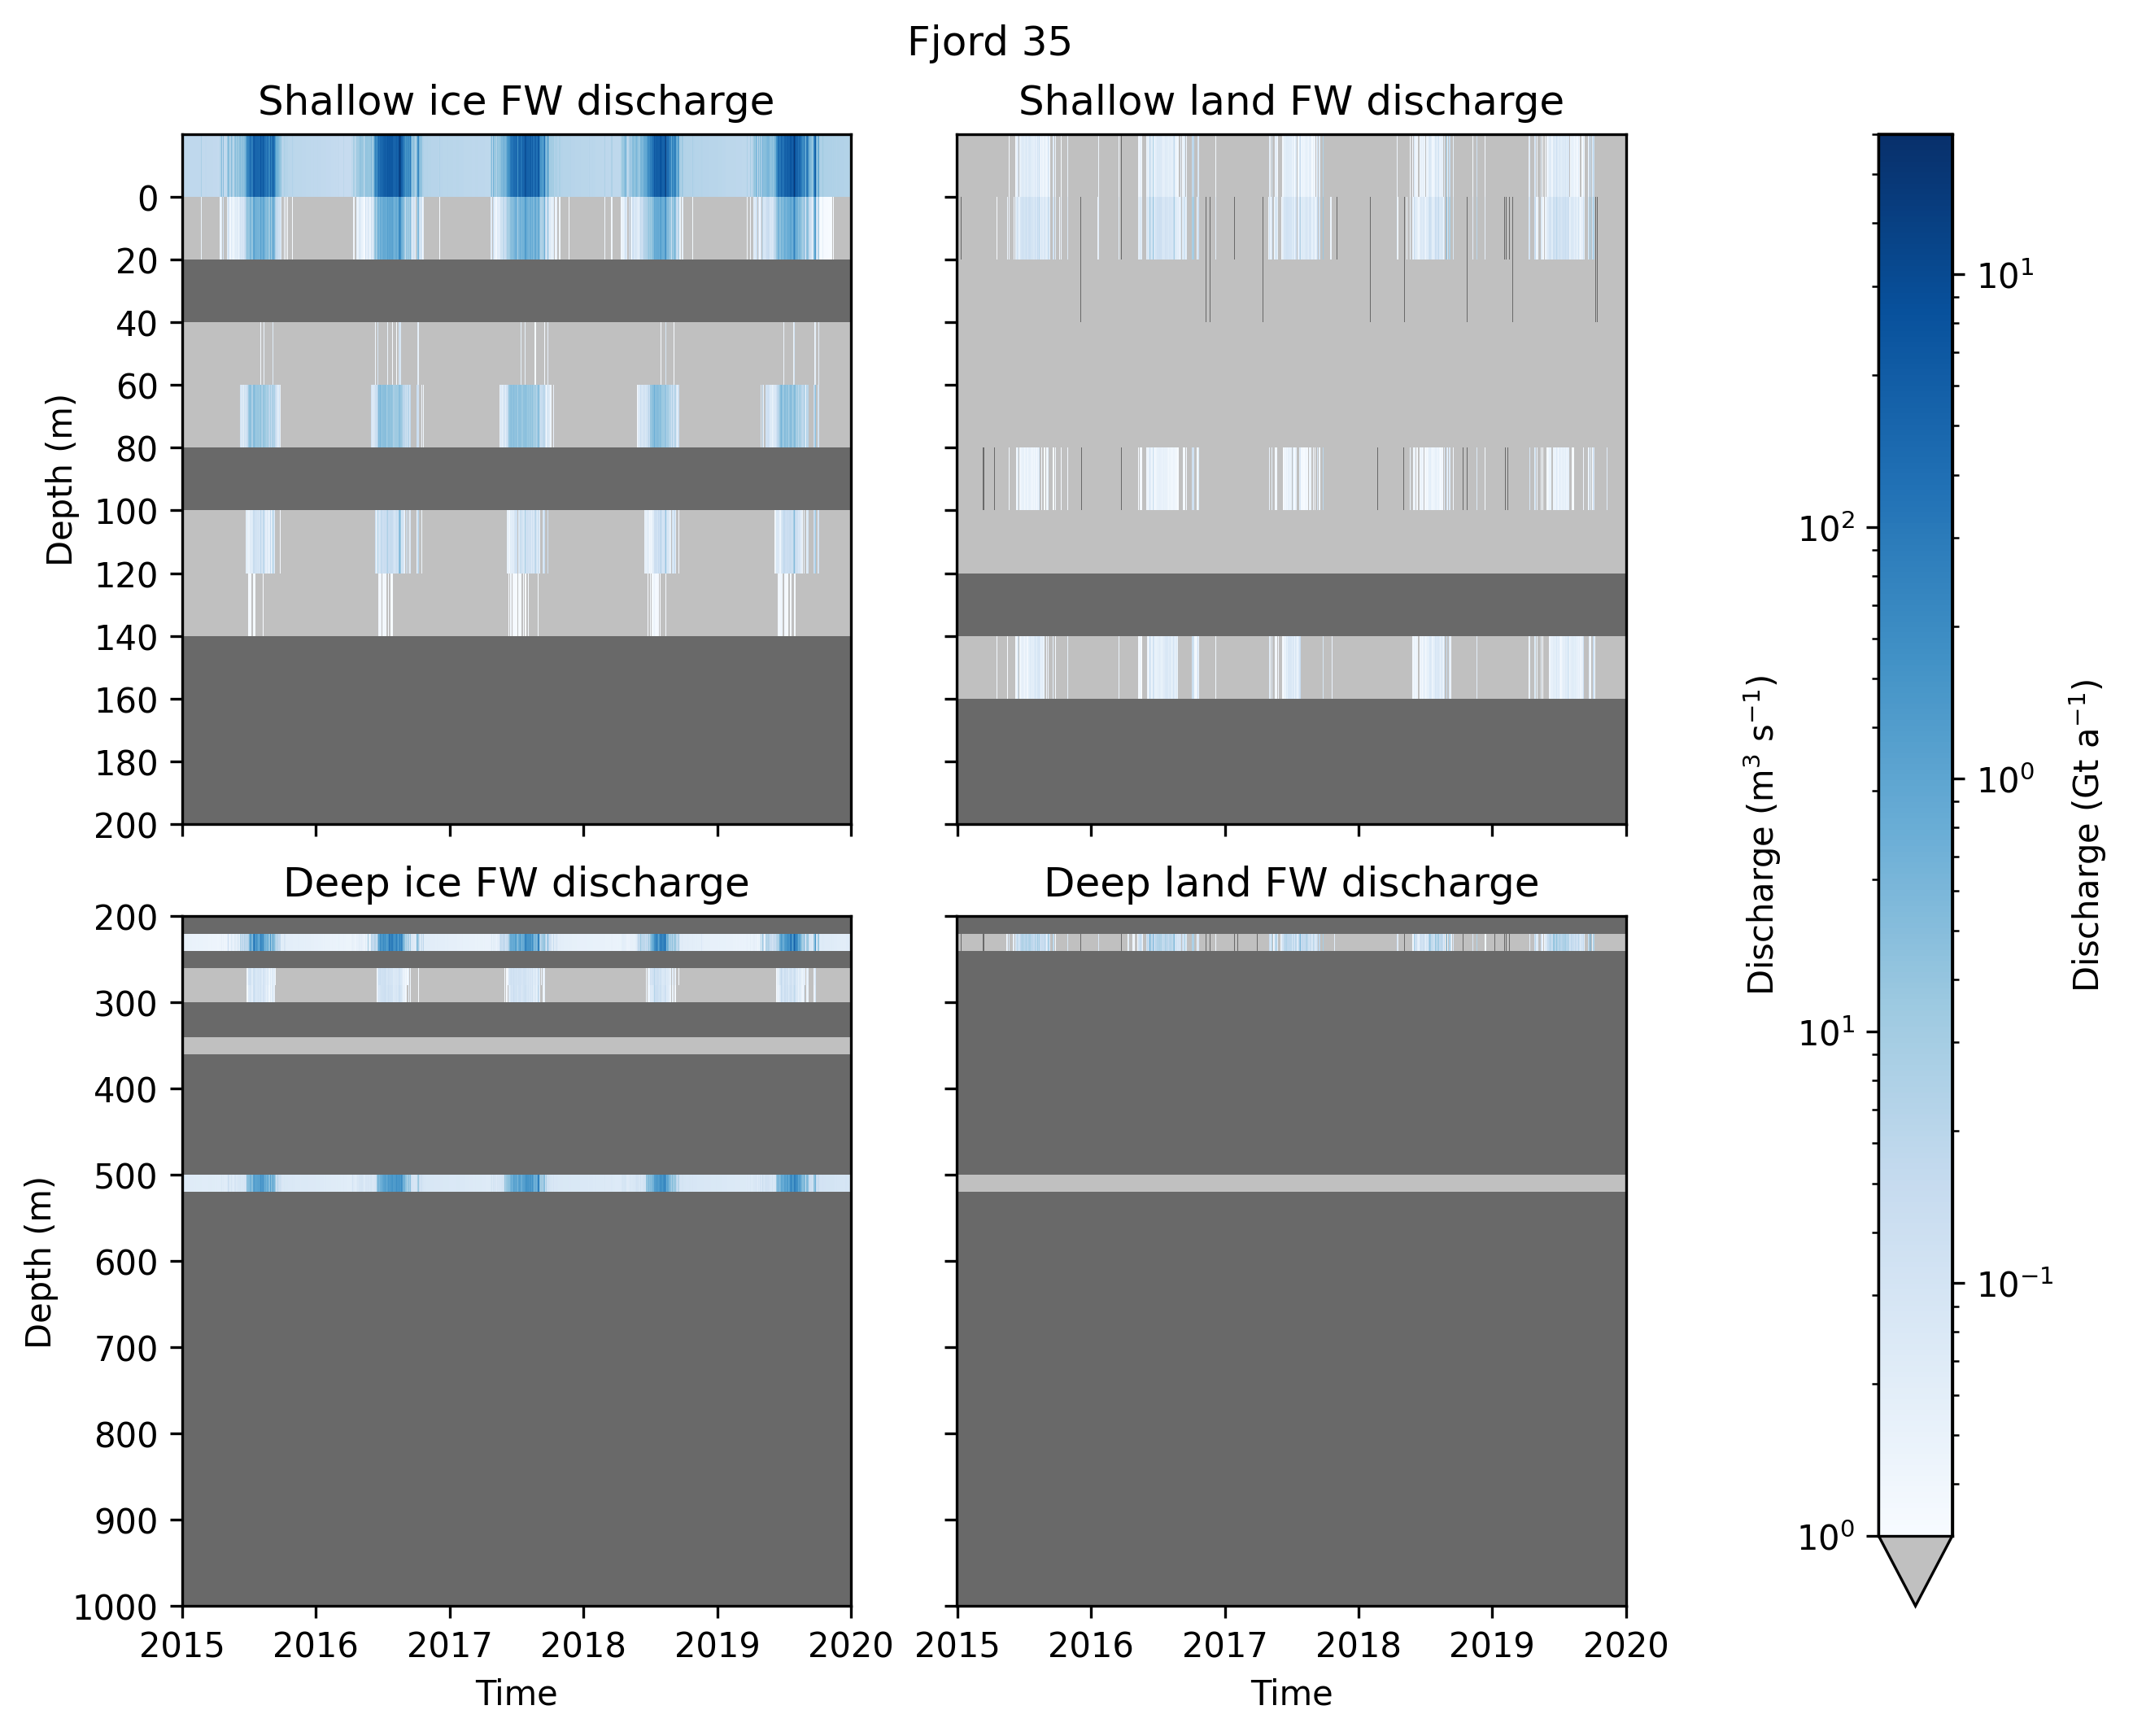 Fjord 35
Shallow ice FW discharge
Shallow land FW discharge
0
20
40
60
80
100
120
140
160
180
200
Depth (m)
Deep ice FW discharge
Deep land FW discharge
200
300
400
500
600
700
800
900
1000
Depth (m)
2015 2016 2017 2018 2019 2020
Time
2015 2016 2017 2018 2019 2020
Time
10²
10¹
10⁰
Discharge (m³ s⁻¹)
10¹
10⁰
10⁻¹
Discharge (Gt a⁻¹)